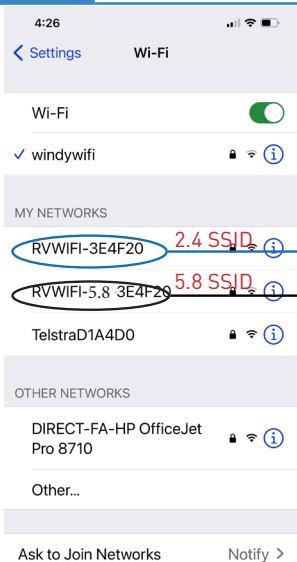 4:26
Settings Wi-Fi
Wi-Fi
windywifi
MY NETWORKS
RVWIFI-3E4F20 2.4 SSID
RVWIFI-5.8 3E4F20 5.8 SSID
TelstraD1A4D0
OTHER NETWORKS
DIRECT-FA-HP OfficeJet
Pro 8710
Other...
Ask to Join Networks Notify